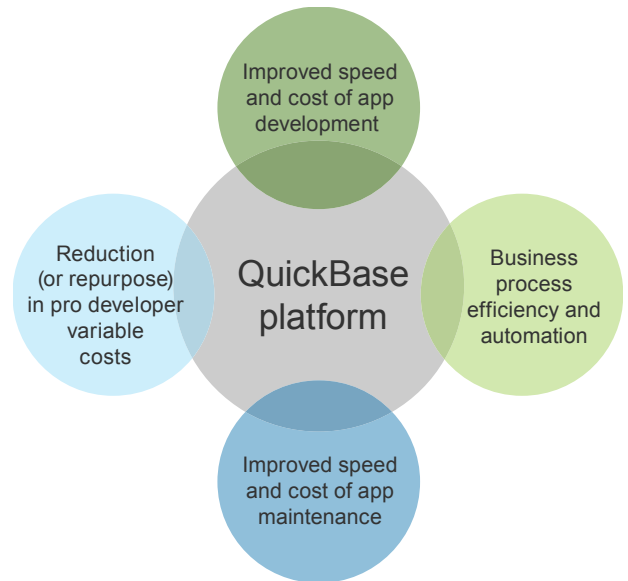 Improved speed
and cost of app
development
Reduction
(or repurpose)
in pro developer
variable
costs
QuickBase
platform
Business
process
efficiency and
automation
Improved speed
and cost of app
maintenance